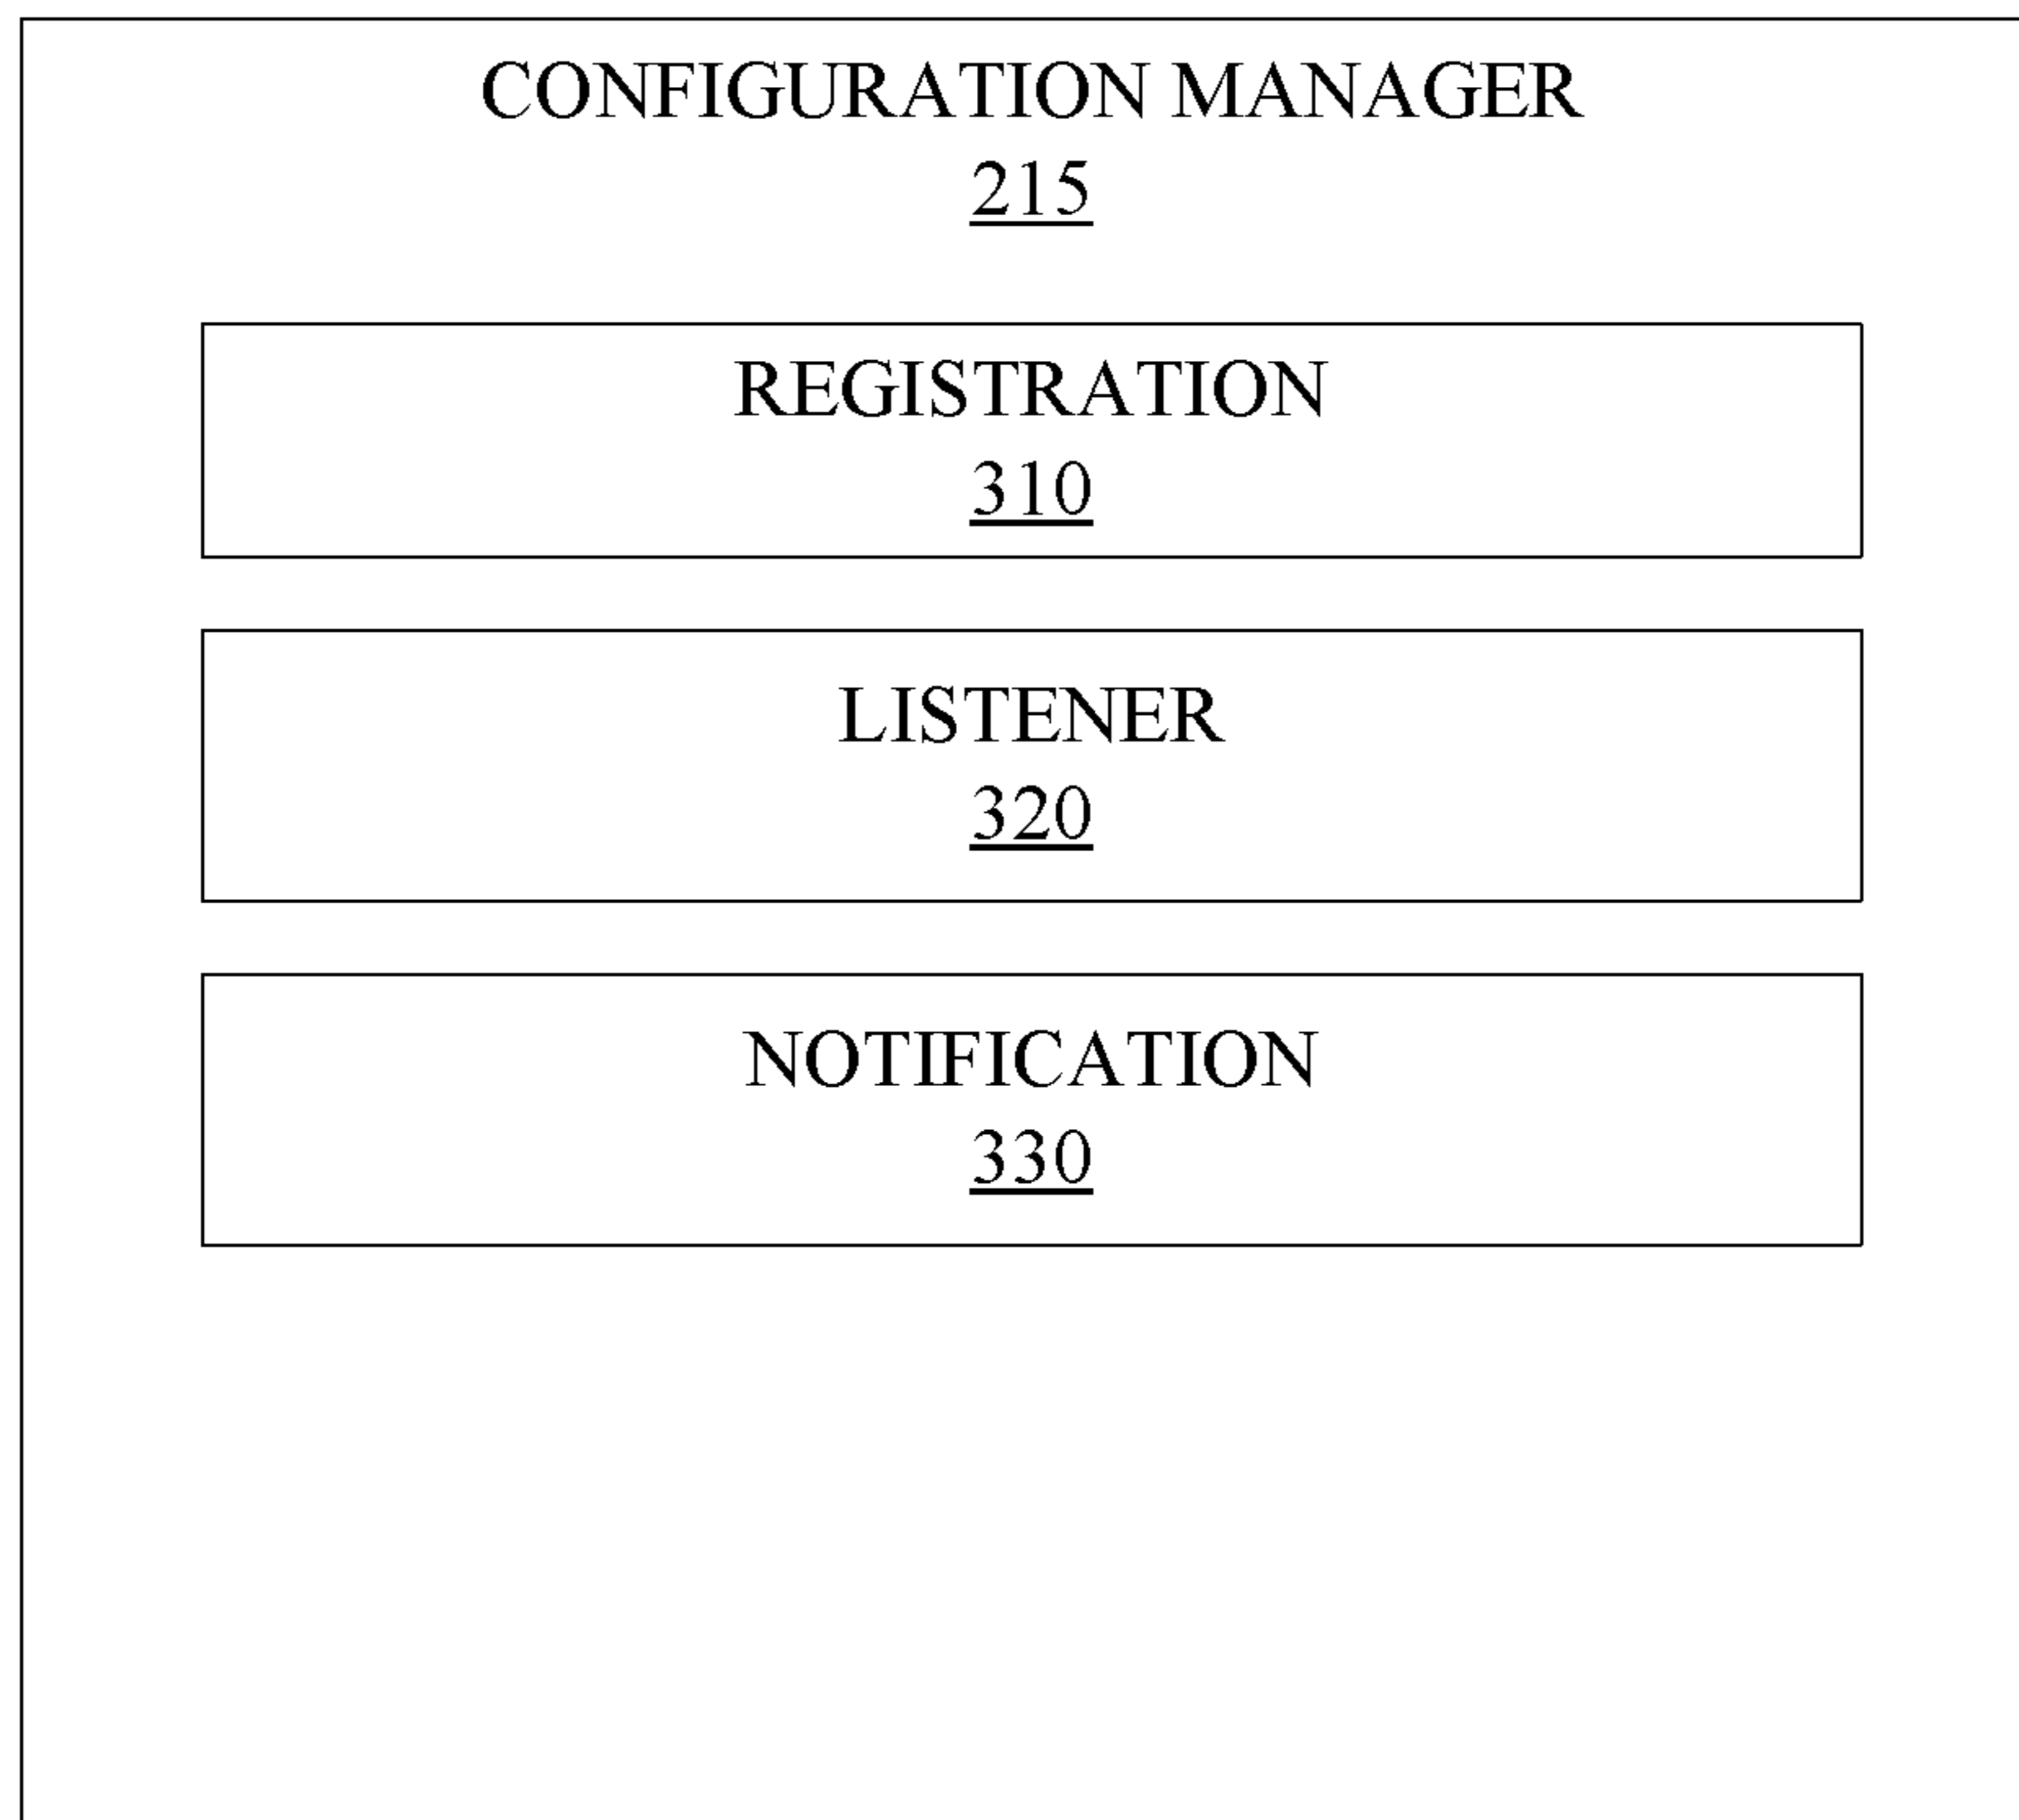 CONFIGURATION MANAGER
215
REGISTRATION
310
LISTENER
320
NOTIFICATION
330